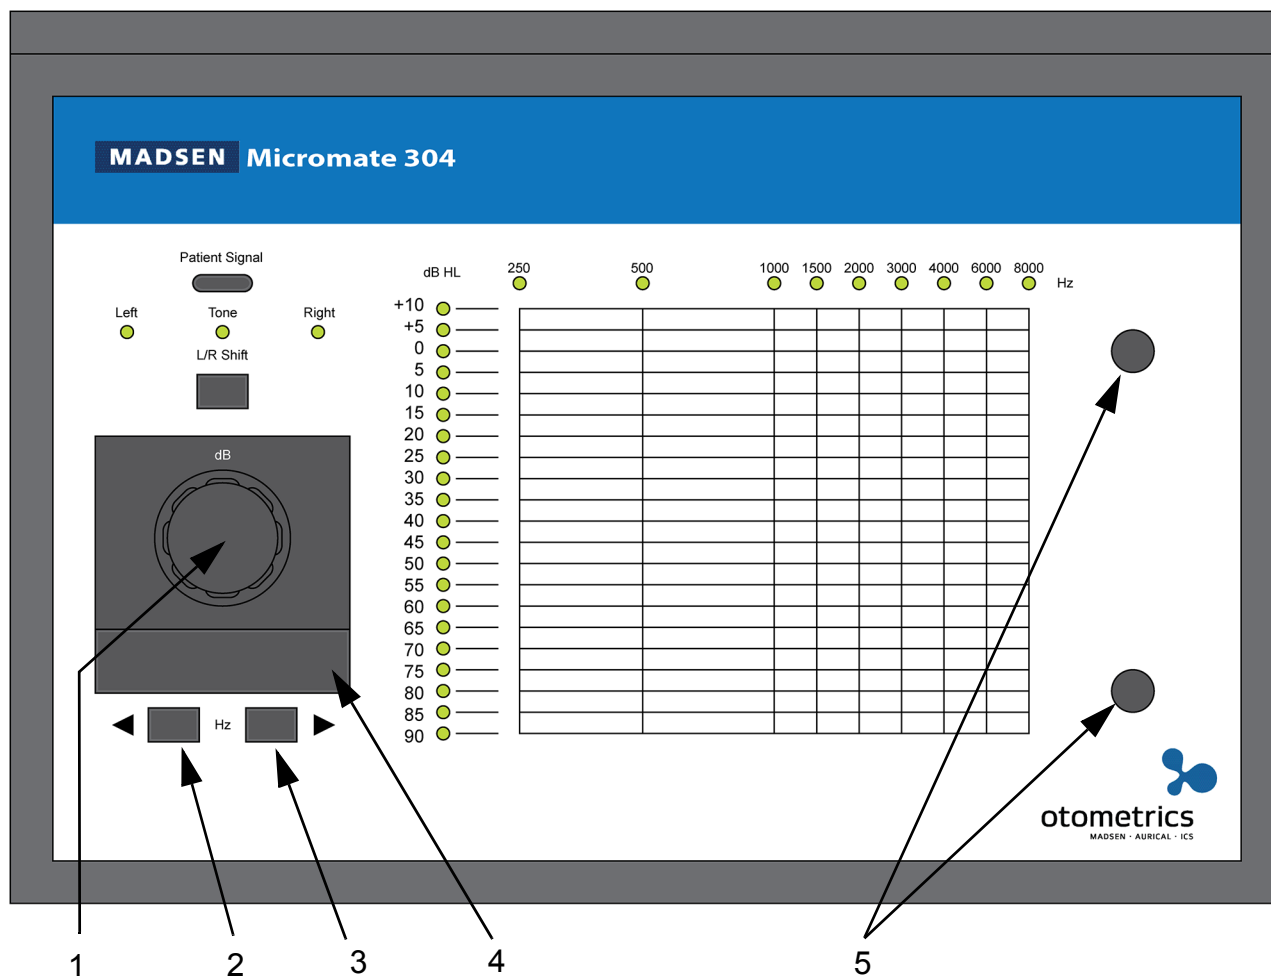 MADSEN Micromate 304
Patient Signal
Left Tone Right
L/R Shift
dB
◀ Hz ▶
dB HL 250 500 1000 1500 2000 3000 4000 6000 8000 Hz
+10
+5
0
5
10
15
20
25
30
35
40
45
50
55
60
65
70
75
80
85
90
otometrics
MADSEN · AURICAL · ICS
1 2 3 4 5